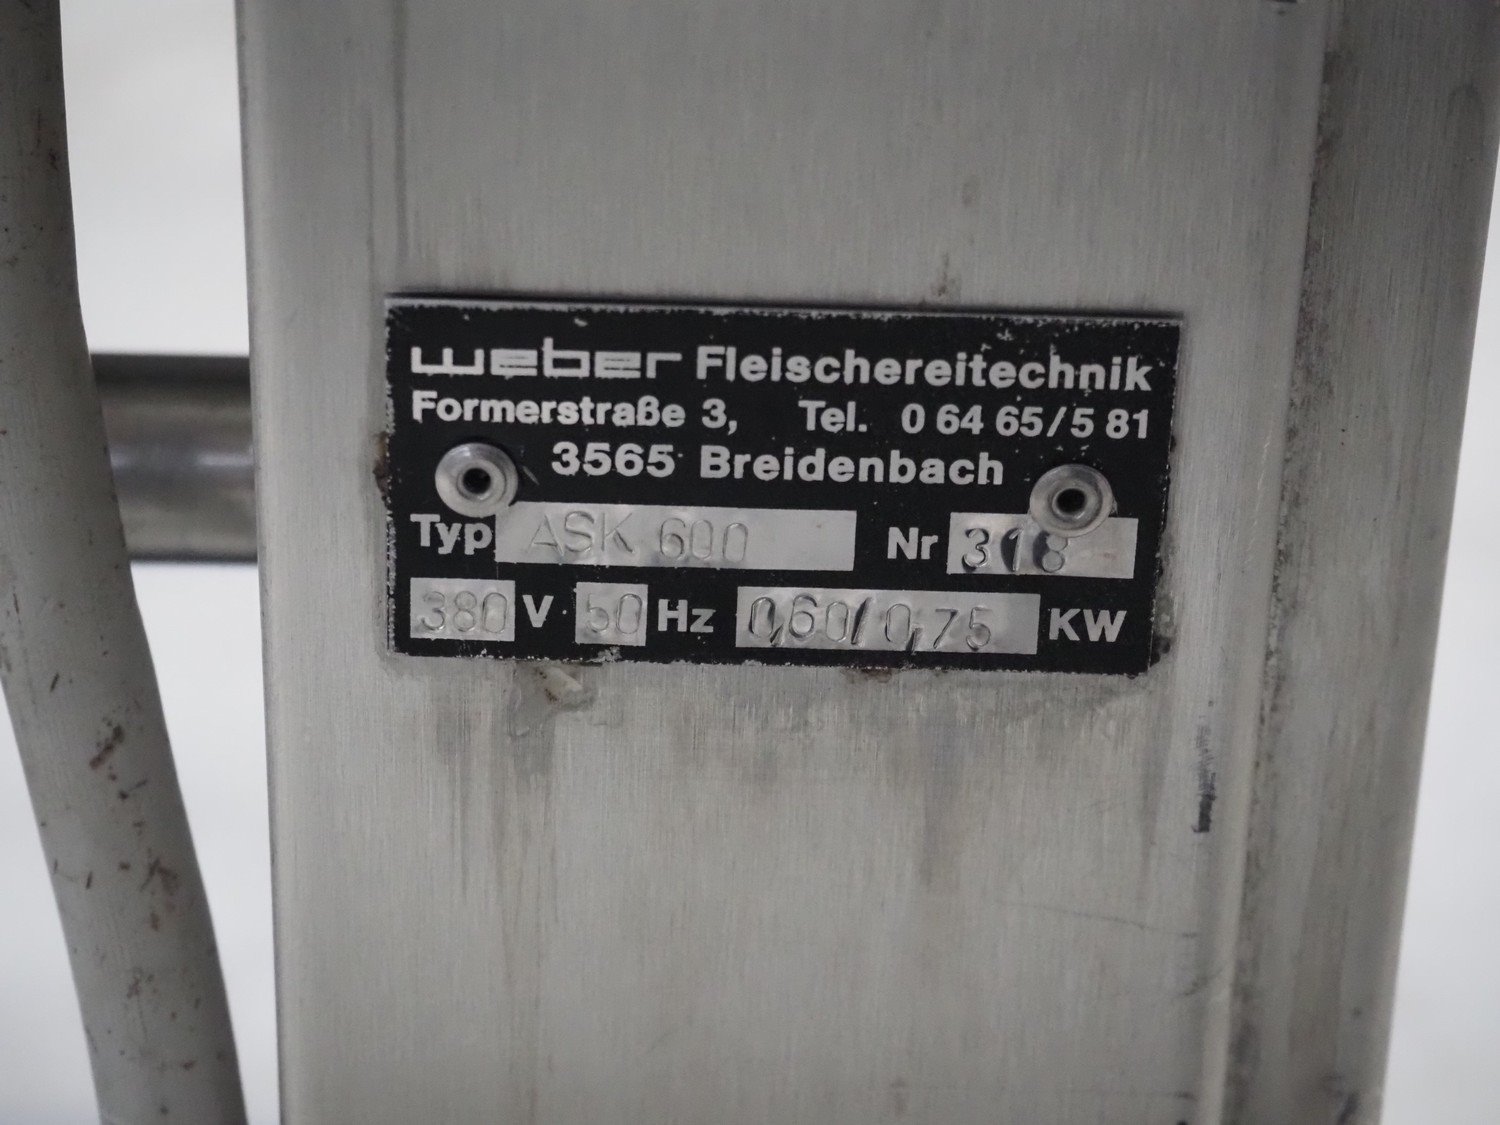 weber Fleischereitechnik
Formerstraße 3, Tel. 0 64 65/5 81
3565 Breidenbach
Typ ASK 600 Nr 318
380 V 50 Hz 0,60/0,75 KW